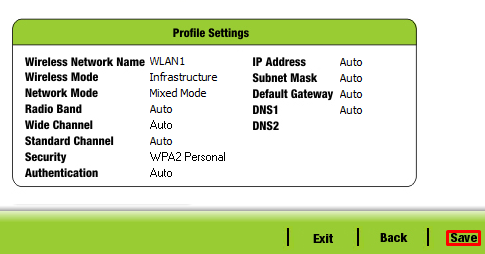 Profile Settings
Wireless Network Name WLAN1
Wireless Mode Infrastructure
Network Mode Mixed Mode
Radio Band Auto
Wide Channel Auto
Standard Channel Auto
Security WPA2 Personal
Authentication Auto
IP Address Auto
Subnet Mask Auto
Default Gateway Auto
DNS1 Auto
DNS2
Exit Back Save